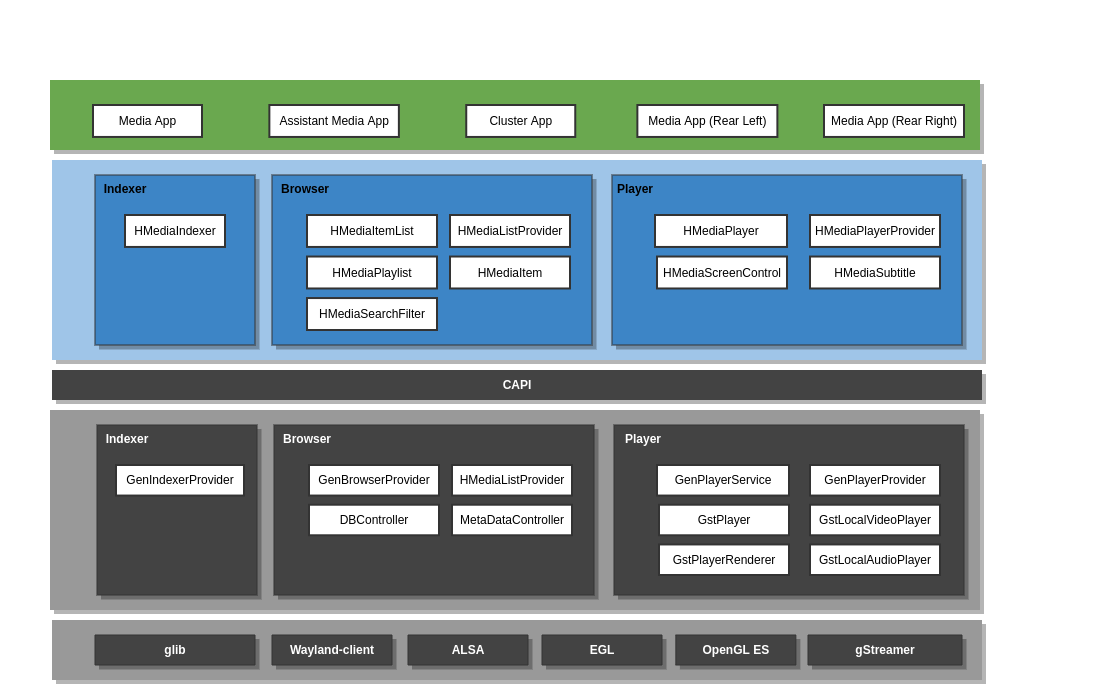 Media App
Assistant Media App
Cluster App
Media App (Rear Left)
Media App (Rear Right)
Indexer
HMediaIndexer
Browser
HMediaItemList
HMediaListProvider
HMediaPlaylist
HMediaItem
HMediaSearchFilter
Player
HMediaPlayer
HMediaPlayerProvider
HMediaScreenControl
HMediaSubtitle
CAPI
Indexer
GenIndexerProvider
Browser
GenBrowserProvider
HMediaListProvider
DBController
MetaDataController
Player
GenPlayerService
GenPlayerProvider
GstPlayer
GstLocalVideoPlayer
GstPlayerRenderer
GstLocalAudioPlayer
glib
Wayland-client
ALSA
EGL
OpenGL ES
gStreamer